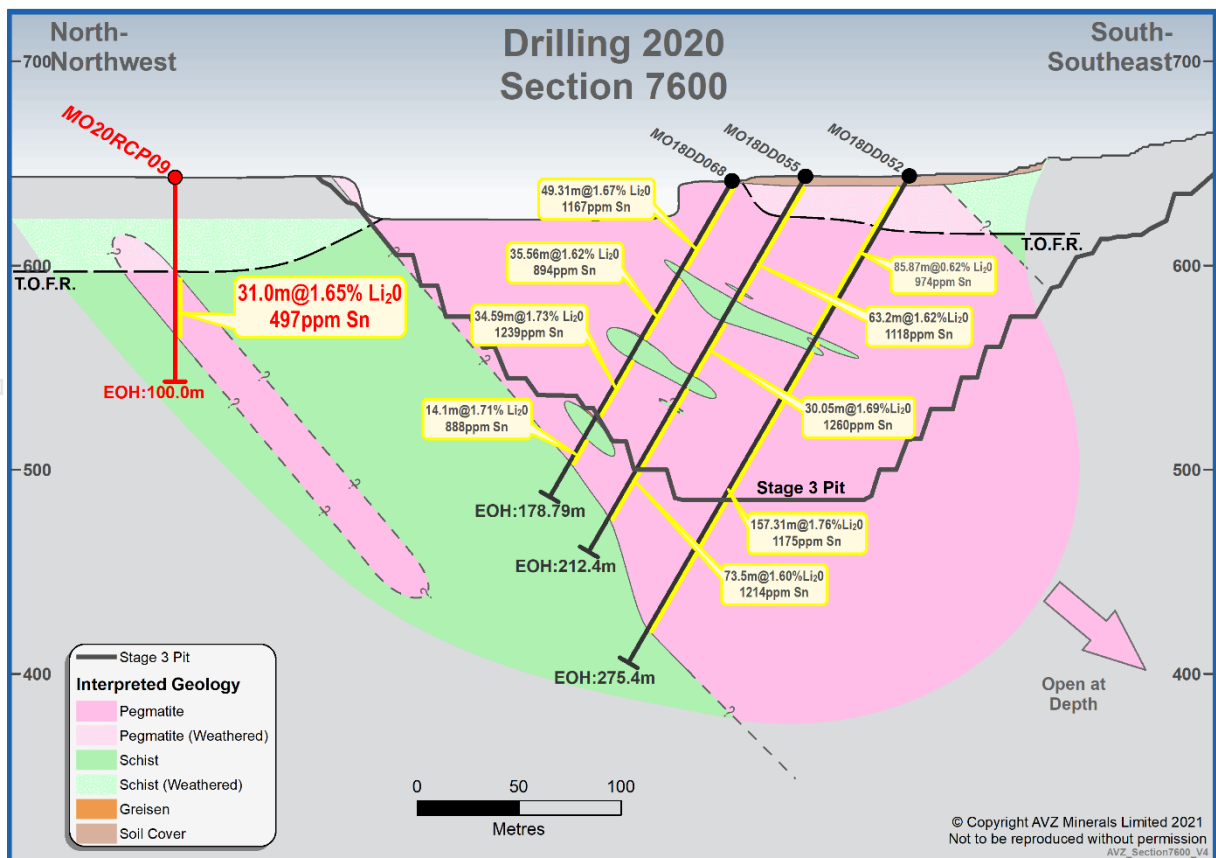 North-
Northwest
Drilling 2020
Section 7600
South-
Southeast
700
700
MO20RCP09
MO18DD068
MO18DD055
MO18DD052
49.31m@1.67% Li₂0
1167ppm Sn
35.56m@1.62% Li₂0
894ppm Sn
85.87m@0.62% Li₂0
974ppm Sn
T.O.F.R.
600
600
T.O.F.R.
31.0m@1.65% Li₂0
497ppm Sn
34.59m@1.73% Li₂0
1239ppm Sn
63.2m@1.62%Li₂0
1118ppm Sn
EOH:100.0m
14.1m@1.71% Li₂0
888ppm Sn
30.05m@1.69%Li₂0
1260ppm Sn
500
500
Stage 3 Pit
EOH:178.79m
157.31m@1.76%Li₂0
1175ppm Sn
EOH:212.4m
73.5m@1.60%Li₂0
1214ppm Sn
EOH:275.4m
400
400
Open at
Depth
Stage 3 Pit
Interpreted Geology
Pegmatite
Pegmatite (Weathered)
Schist
Schist (Weathered)
Greisen
Soil Cover
0 50 100
Metres
© Copyright AVZ Minerals Limited 2021
Not to be reproduced without permission
AVZ_Section7600_V4